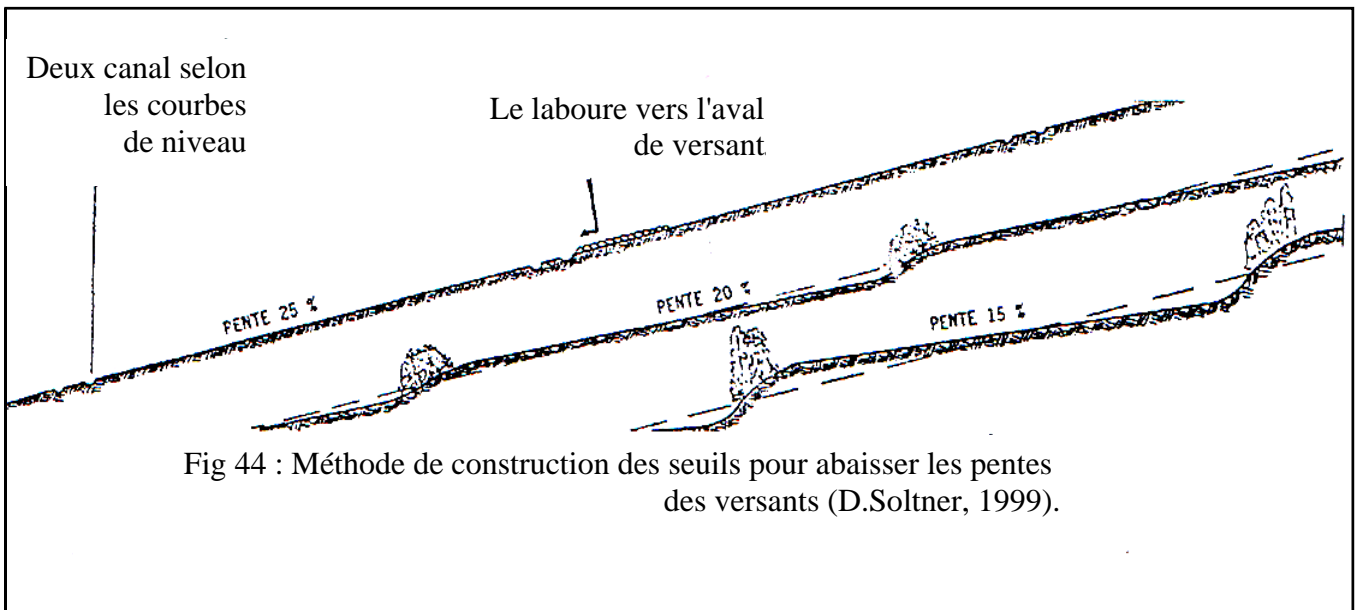 Deux canal selon
les courbes
de niveau
Le laboure vers l'aval
de versant
PENTE 25 %
PENTE 20 %
PENTE 15 %
Fig 44 : Méthode de construction des seuils pour abaisser les pentes
des versants (D.Soltner, 1999).